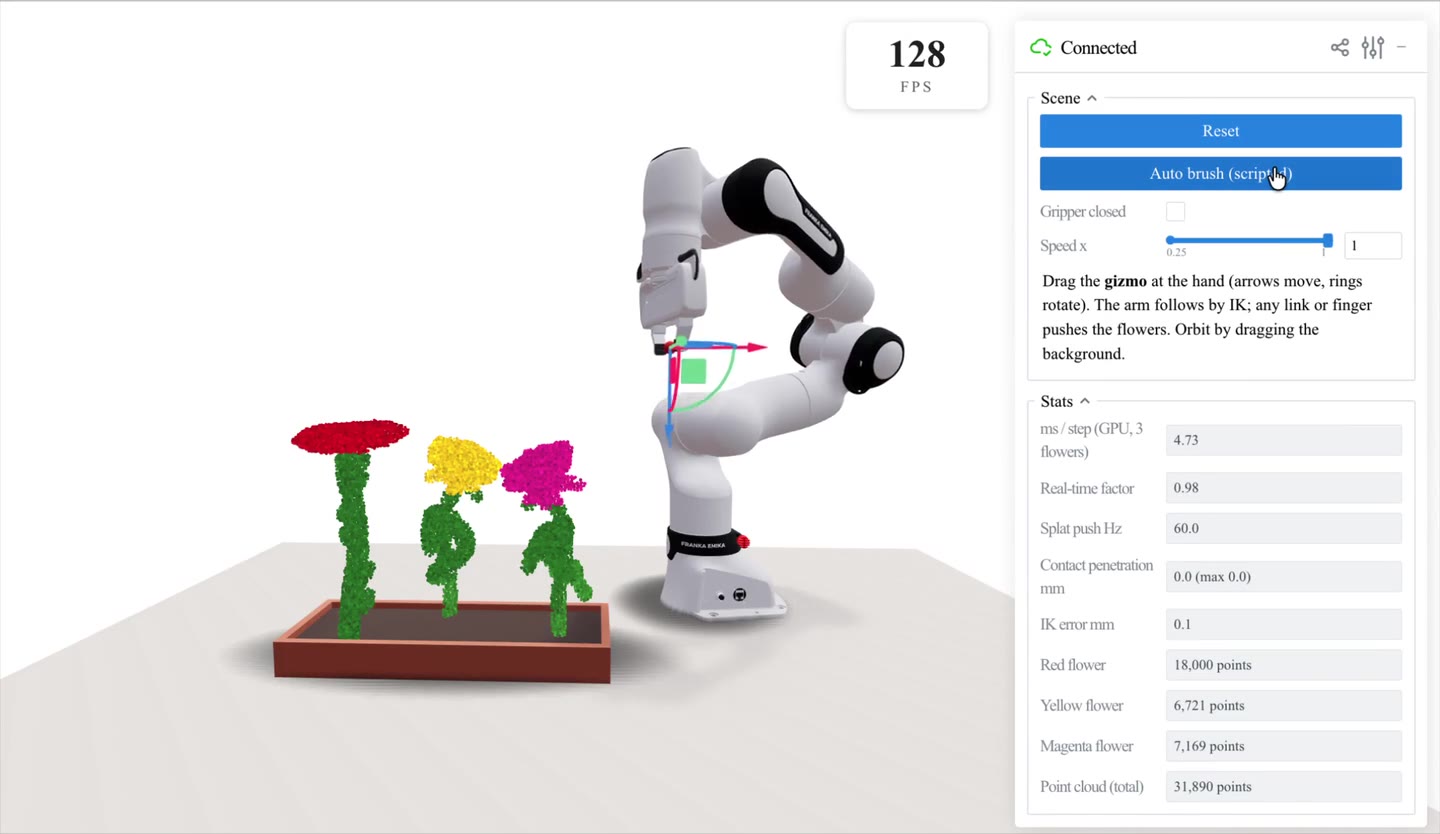 128
FPS
FRANKA EMIKA
FRANKA EMIKA
Connected
Scene
Reset
Auto brush (scrip
Gripper closed
Speed x
0.25
1
1
Drag the gizmo at the hand (arrows move, rings
rotate). The arm follows by IK; any link or finger
pushes the flowers. Orbit by dragging the
background.
Stats
ms / step (GPU, 3
flowers)
4.73
Real-time factor
0.98
Splat push Hz
60.0
Contact penetration
mm
0.0 (max 0.0)
IK error mm
0.1
Red flower
18,000 points
Yellow flower
6,721 points
Magenta flower
7,169 points
Point cloud (total)
31,890 points